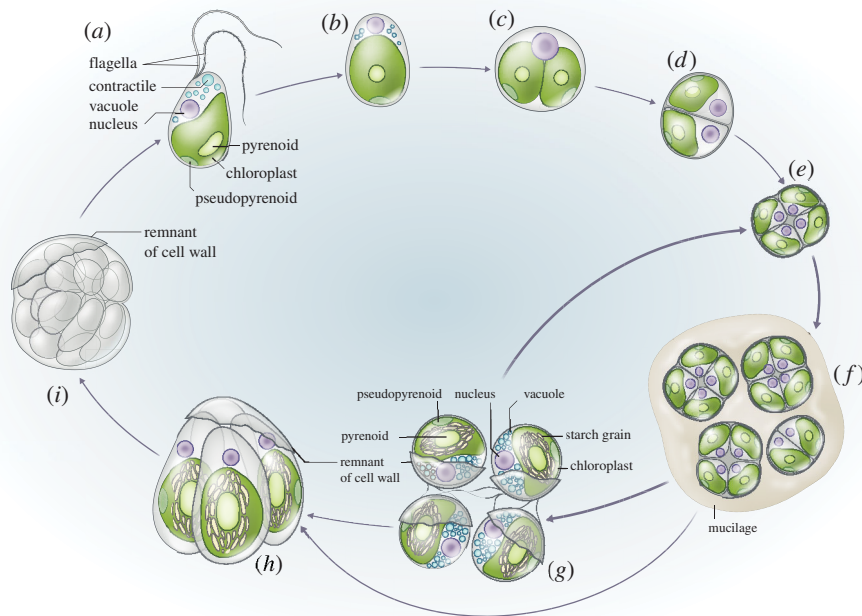 (a)
flagella
contractile
vacuole
nucleus
pyrenoid
chloroplast
pseudopyrenoid
(b)
(c)
(d)
(e)
remnant
of cell wall
(i)
(f)
mucilage
pseudopyrenoid
nucleus
vacuole
pyrenoid
starch grain
remnant
of cell wall
chloroplast
(g)
(h)